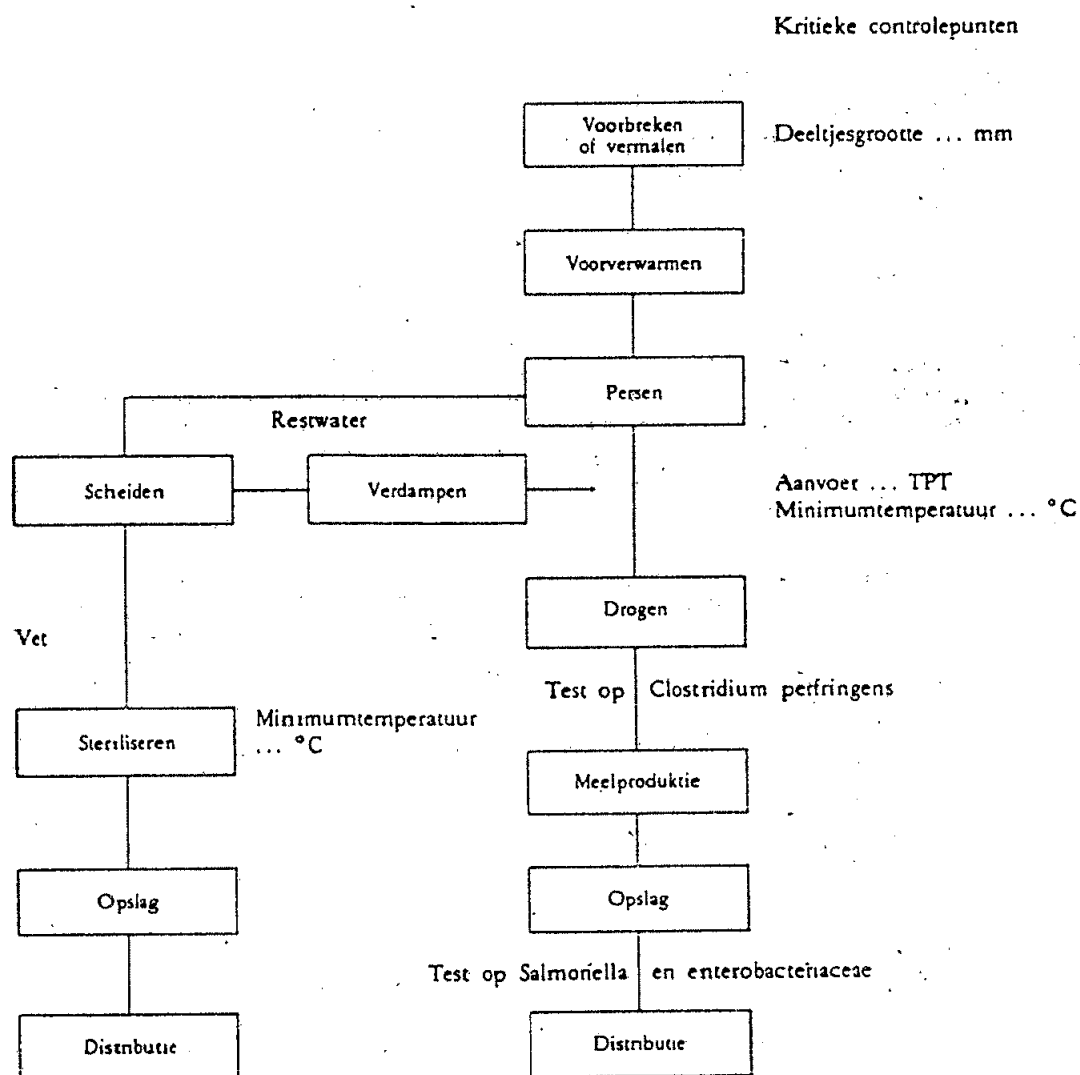 Kritieke controlepunten
Voorbreken
of vermalen
Deeltjesgrootte ... mm
Voorverwarmen
Persen
Restwater
Scheiden
Verdampen
Aanvoer ... TPT
Minimumtemperatuur ... °C
Drogen
Vet
Test op Clostridium perfringens
Steriliseren
Minimumtemperatuur
... °C
Meelproduktie
Opslag
Opslag
Test op Salmonella en enterobacteriaceae
Distributie
Distributie